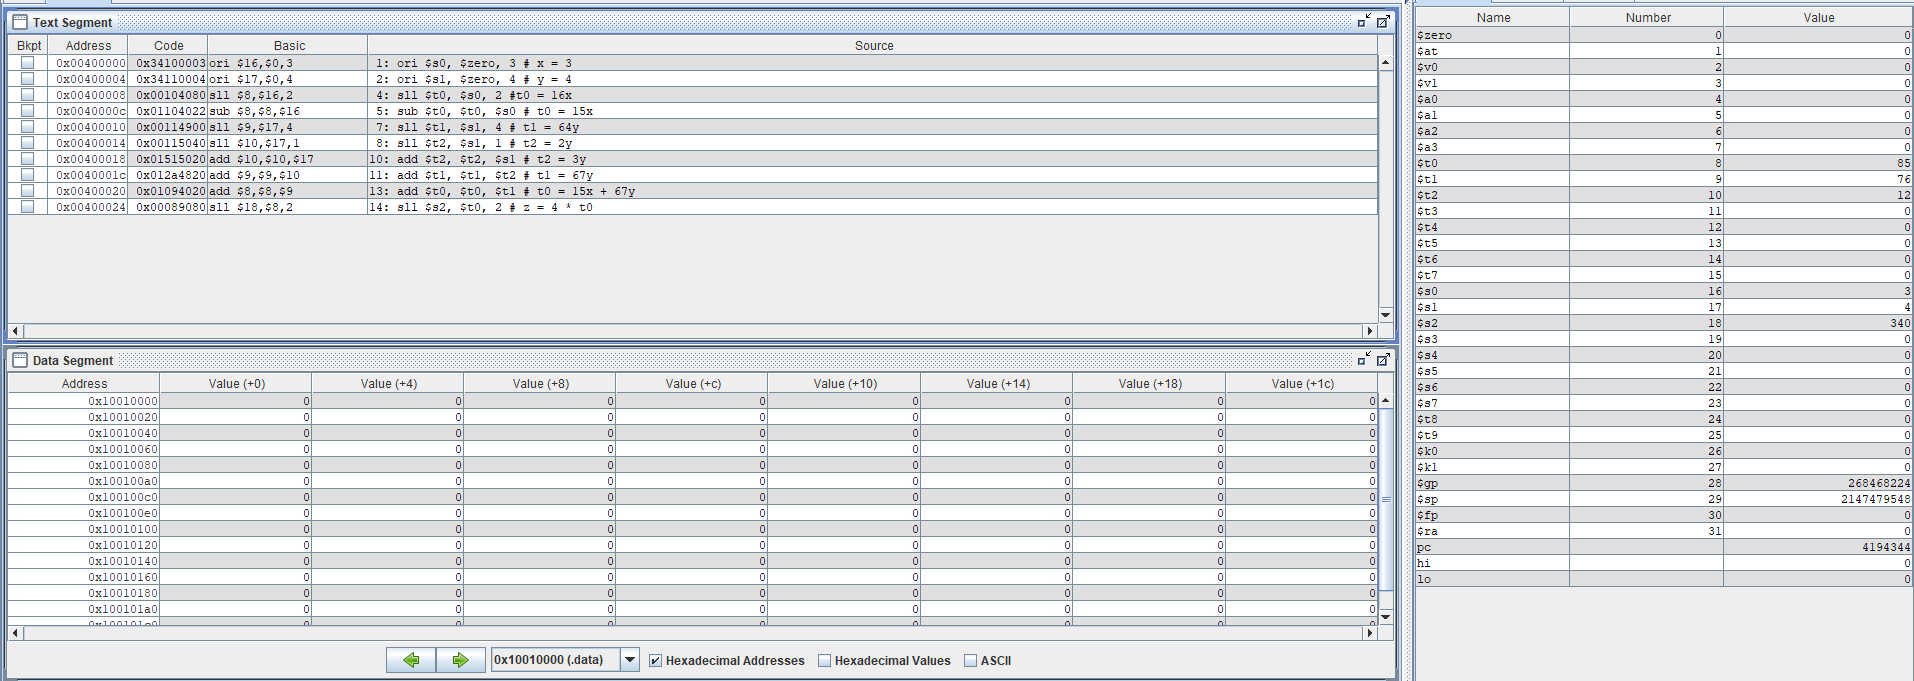 Text Segment
Bkpt Address Code Basic Source
0x00400000 0x34100003 ori $16,$0,3 1: ori $s0, $zero, 3 # x = 3
0x00400004 0x34110004 ori $17,$0,4 2: ori $s1, $zero, 4 # y = 4
0x00400008 0x00104080 sll $8,$16,2 4: sll $t0, $s0, 2 #t0 = 16x
0x0040000c 0x01104022 sub $8,$8,$16 5: sub $t0, $t0, $s0 # t0 = 15x
0x00400010 0x00114900 sll $9,$17,4 7: sll $t1, $s1, 4 # t1 = 64y
0x00400014 0x00115040 sll $10,$17,1 8: sll $t2, $s1, 1 # t2 = 2y
0x00400018 0x01515020 add $10,$10,$17 10: add $t2, $t2, $s1 # t2 = 3y
0x0040001c 0x012a4820 add $9,$9,$10 11: add $t1, $t1, $t2 # t1 = 67y
0x00400020 0x01094020 add $8,$8,$9 13: add $t0, $t0, $t1 # t0 = 15x + 67y
0x00400024 0x00089080 sll $18,$8,2 14: sll $s2, $t0, 2 # z = 4 * t0
Data Segment
Address Value (+0) Value (+4) Value (+8) Value (+c) Value (+10) Value (+14) Value (+18) Value (+1c)
0x10010000 0 0 0 0 0 0 0 0
0x10010020 0 0 0 0 0 0 0 0
0x10010040 0 0 0 0 0 0 0 0
0x10010060 0 0 0 0 0 0 0 0
0x10010080 0 0 0 0 0 0 0 0
0x100100a0 0 0 0 0 0 0 0 0
0x100100c0 0 0 0 0 0 0 0 0
0x100100e0 0 0 0 0 0 0 0 0
0x10010100 0 0 0 0 0 0 0 0
0x10010120 0 0 0 0 0 0 0 0
0x10010140 0 0 0 0 0 0 0 0
0x10010160 0 0 0 0 0 0 0 0
0x10010180 0 0 0 0 0 0 0 0
0x100101a0 0 0 0 0 0 0 0 0
0x100101c0 0 0 0 0 0 0 0 0
0x10010000 (.data) Hexadecimal Addresses Hexadecimal Values ASCII
Name Number Value
$zero 0 0
$at 1 0
$v0 2 0
$v1 3 0
$a0 4 0
$a1 5 0
$a2 6 0
$a3 7 0
$t0 8 85
$t1 9 76
$t2 10 12
$t3 11 0
$t4 12 0
$t5 13 0
$t6 14 0
$t7 15 0
$s0 16 3
$s1 17 4
$s2 18 340
$s3 19 0
$s4 20 0
$s5 21 0
$s6 22 0
$s7 23 0
$t8 24 0
$t9 25 0
$k0 26 0
$k1 27 0
$gp 28 268468224
$sp 29 2147479548
$fp 30 0
$ra 31 0
pc 4194344
hi 0
lo 0